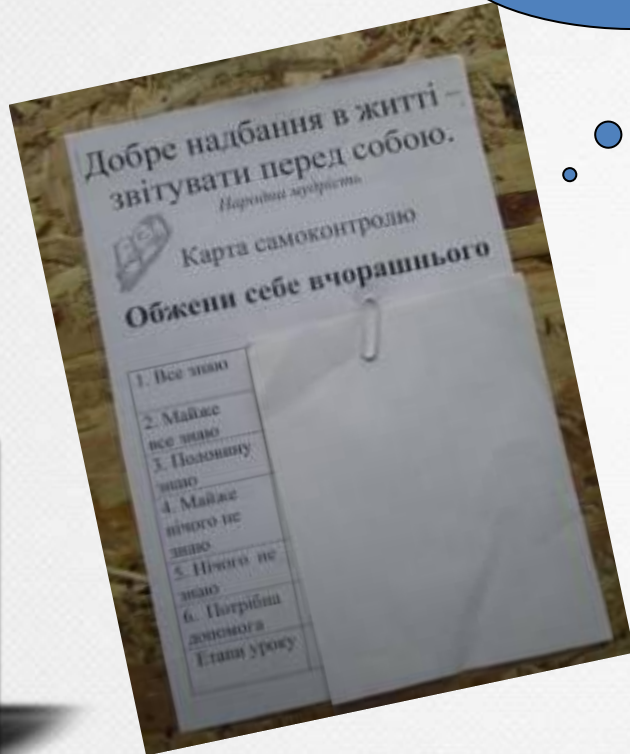 Добре надбання в житті –
звітувати перед собою.
Народна мудрість
Карта самоконтролю
Обжени себе вчорашнього
1. Все знаю
2. Майже
все знаю
3. Половину
знаю
4. Майже
нічого не
знаю
5. Нічого не
знаю
6. Потрібна
допомога
Етапи уроку